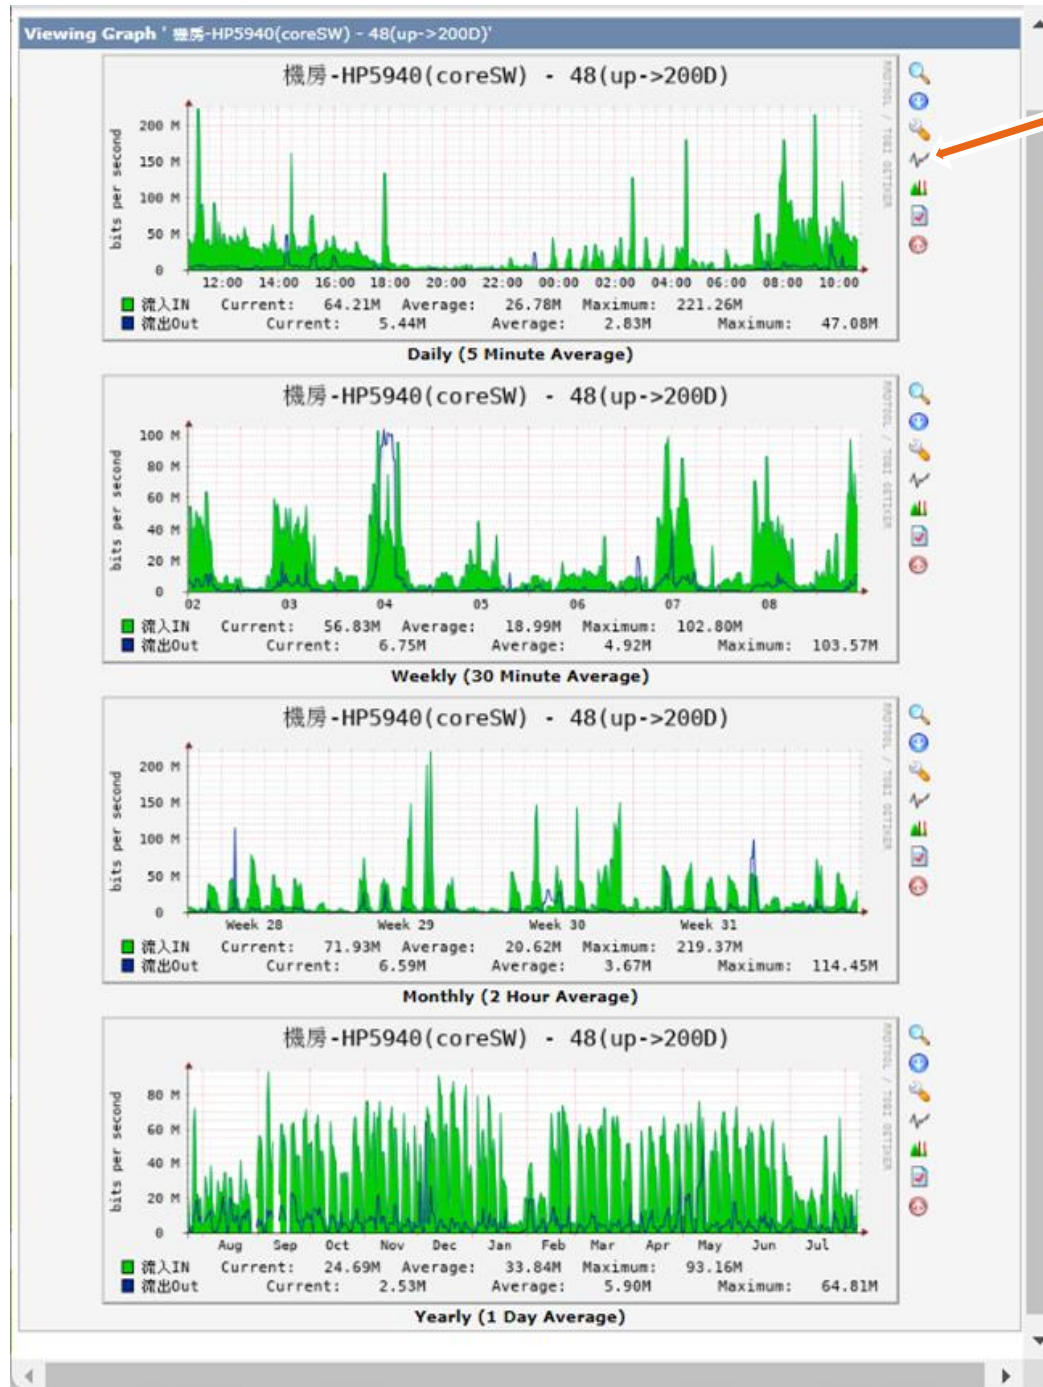 Viewing Graph ' 機房-HP5940(coreSW) - 48(up->200D)'
機房-HP5940(coreSW) - 48(up->200D)
RRDTOOL / TOBI OETIKER
bits per second
200 M
150 M
100 M
50 M
0
12:00 14:00 16:00 18:00 20:00 22:00 00:00 02:00 04:00 06:00 08:00 10:00
流入IN Current: 64.21M Average: 26.78M Maximum: 221.26M
流出Out Current: 5.44M Average: 2.83M Maximum: 47.08M
Daily (5 Minute Average)
機房-HP5940(coreSW) - 48(up->200D)
RRDTOOL / TOBI OETIKER
bits per second
100 M
80 M
60 M
40 M
20 M
0
02 03 04 05 06 07 08
流入IN Current: 56.83M Average: 18.99M Maximum: 102.80M
流出Out Current: 6.75M Average: 4.92M Maximum: 103.57M
Weekly (30 Minute Average)
機房-HP5940(coreSW) - 48(up->200D)
RRDTOOL / TOBI OETIKER
bits per second
200 M
150 M
100 M
50 M
0
Week 28 Week 29 Week 30 Week 31
流入IN Current: 71.93M Average: 20.62M Maximum: 219.37M
流出Out Current: 6.59M Average: 3.67M Maximum: 114.45M
Monthly (2 Hour Average)
機房-HP5940(coreSW) - 48(up->200D)
RRDTOOL / TOBI OETIKER
bits per second
80 M
60 M
40 M
20 M
0
Aug Sep Oct Nov Dec Jan Feb Mar Apr May Jun Jul
流入IN Current: 24.69M Average: 33.84M Maximum: 93.16M
流出Out Current: 2.53M Average: 5.90M Maximum: 64.81M
Yearly (1 Day Average)